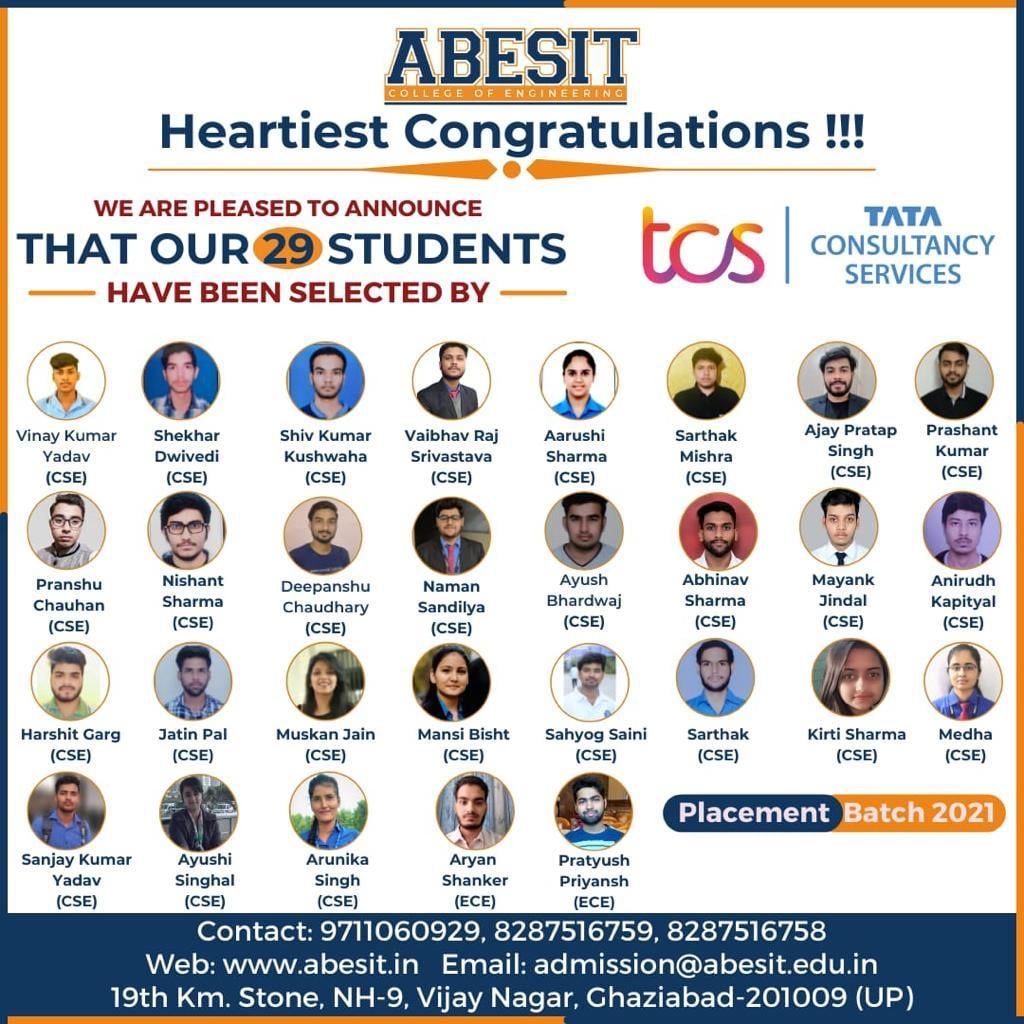 ABESIT
COLLEGE OF ENGINEERING
Heartiest Congratulations !!!
WE ARE PLEASED TO ANNOUNCE
THAT OUR 29 STUDENTS
HAVE BEEN SELECTED BY
tcs
TATA
CONSULTANCY
SERVICES
Vinay Kumar
Yadav
(CSE)
Shekhar
Dwivedi
(CSE)
Shiv Kumar
Kushwaha
(CSE)
Vaibhav Raj
Srivastava
(CSE)
Aarushi
Sharma
(CSE)
Sarthak
Mishra
(CSE)
Ajay Pratap
Singh
(CSE)
Prashant
Kumar
(CSE)
Pranshu
Chauhan
(CSE)
Nishant
Sharma
(CSE)
Deepanshu
Chaudhary
(CSE)
Naman
Sandilya
(CSE)
Ayush
Bhardwaj
(CSE)
Abhinav
Sharma
(CSE)
Mayank
Jindal
(CSE)
Anirudh
Kapityal
(CSE)
Harshit Garg
(CSE)
Jatin Pal
(CSE)
Muskan Jain
(CSE)
Mansi Bisht
(CSE)
Sahyog Saini
(CSE)
Sarthak
(CSE)
Kirti Sharma
(CSE)
Medha
(CSE)
Sanjay Kumar
Yadav
(CSE)
Ayushi
Singhal
(CSE)
Arunika
Singh
(CSE)
Aryan
Shanker
(ECE)
Pratyush
Priyansh
(ECE)
Placement Batch 2021
Contact: 9711060929, 8287516759, 8287516758
Web: www.abesit.in Email: admission@abesit.edu.in
19th Km. Stone, NH-9, Vijay Nagar, Ghaziabad-201009 (UP)